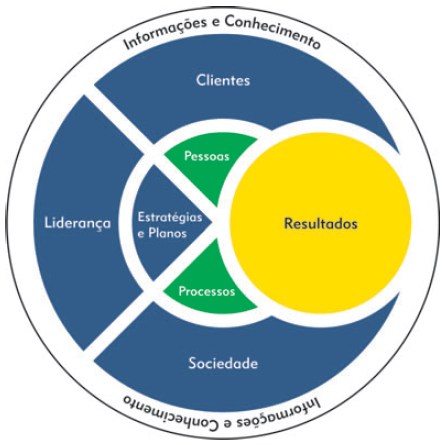 Informações e Conhecimento
Clientes
Pessoas
Liderança
Estratégias
e Planos
Resultados
Processos
Sociedade
Informações e Conhecimento